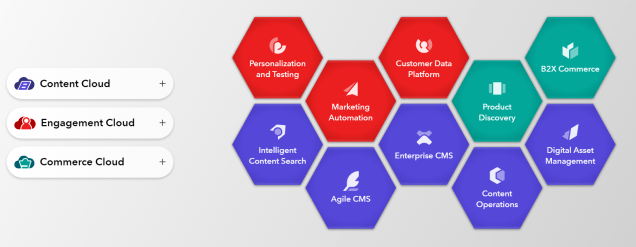 Content Cloud +
Engagement Cloud +
Commerce Cloud +
Personalization
and Testing
Customer Data
Platform
B2X Commerce
Marketing
Automation
Product
Discovery
Intelligent
Content Search
Enterprise CMS
Digital Asset
Management
Agile CMS
Content
Operations